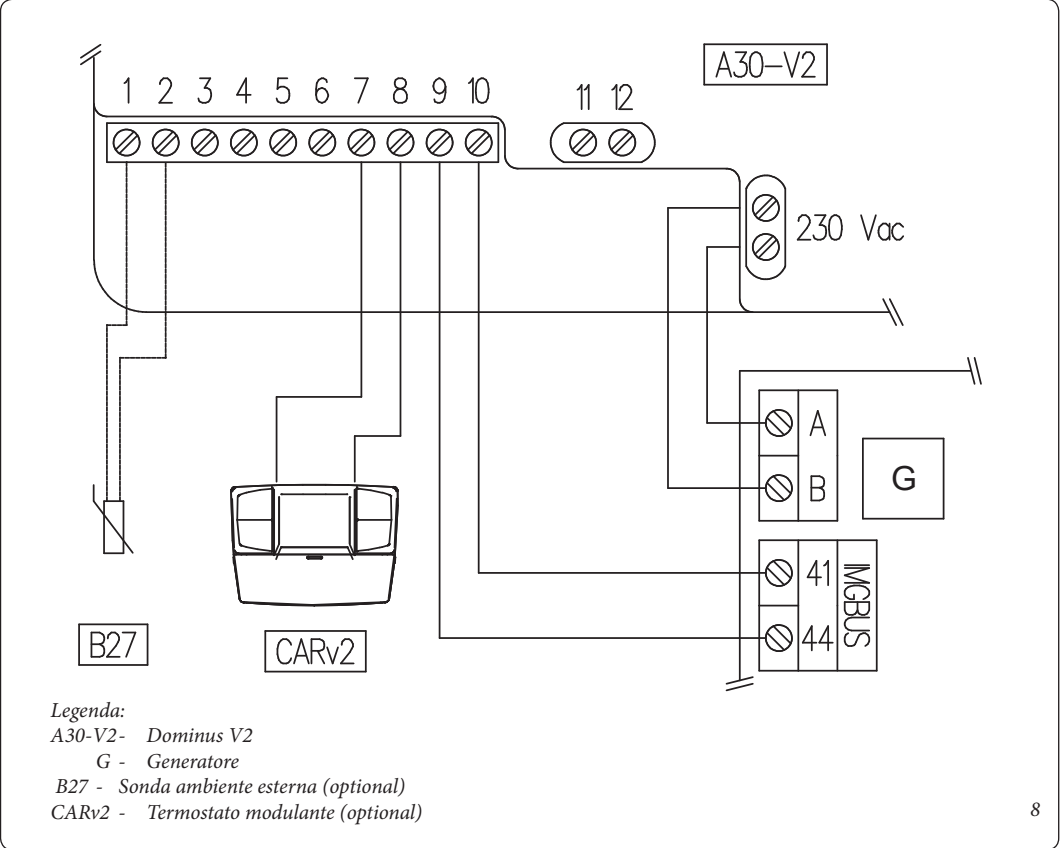 A30-V2
1 2 3 4 5 6 7 8 9 10
11 12
230 Vac
A
B
G
41
44
IMGBUS
B27
CARv2
Legenda:
A30-V2- Dominus V2
G - Generatore
B27 - Sonda ambiente esterna (optional)
CARv2 - Termostato modulante (optional)
8